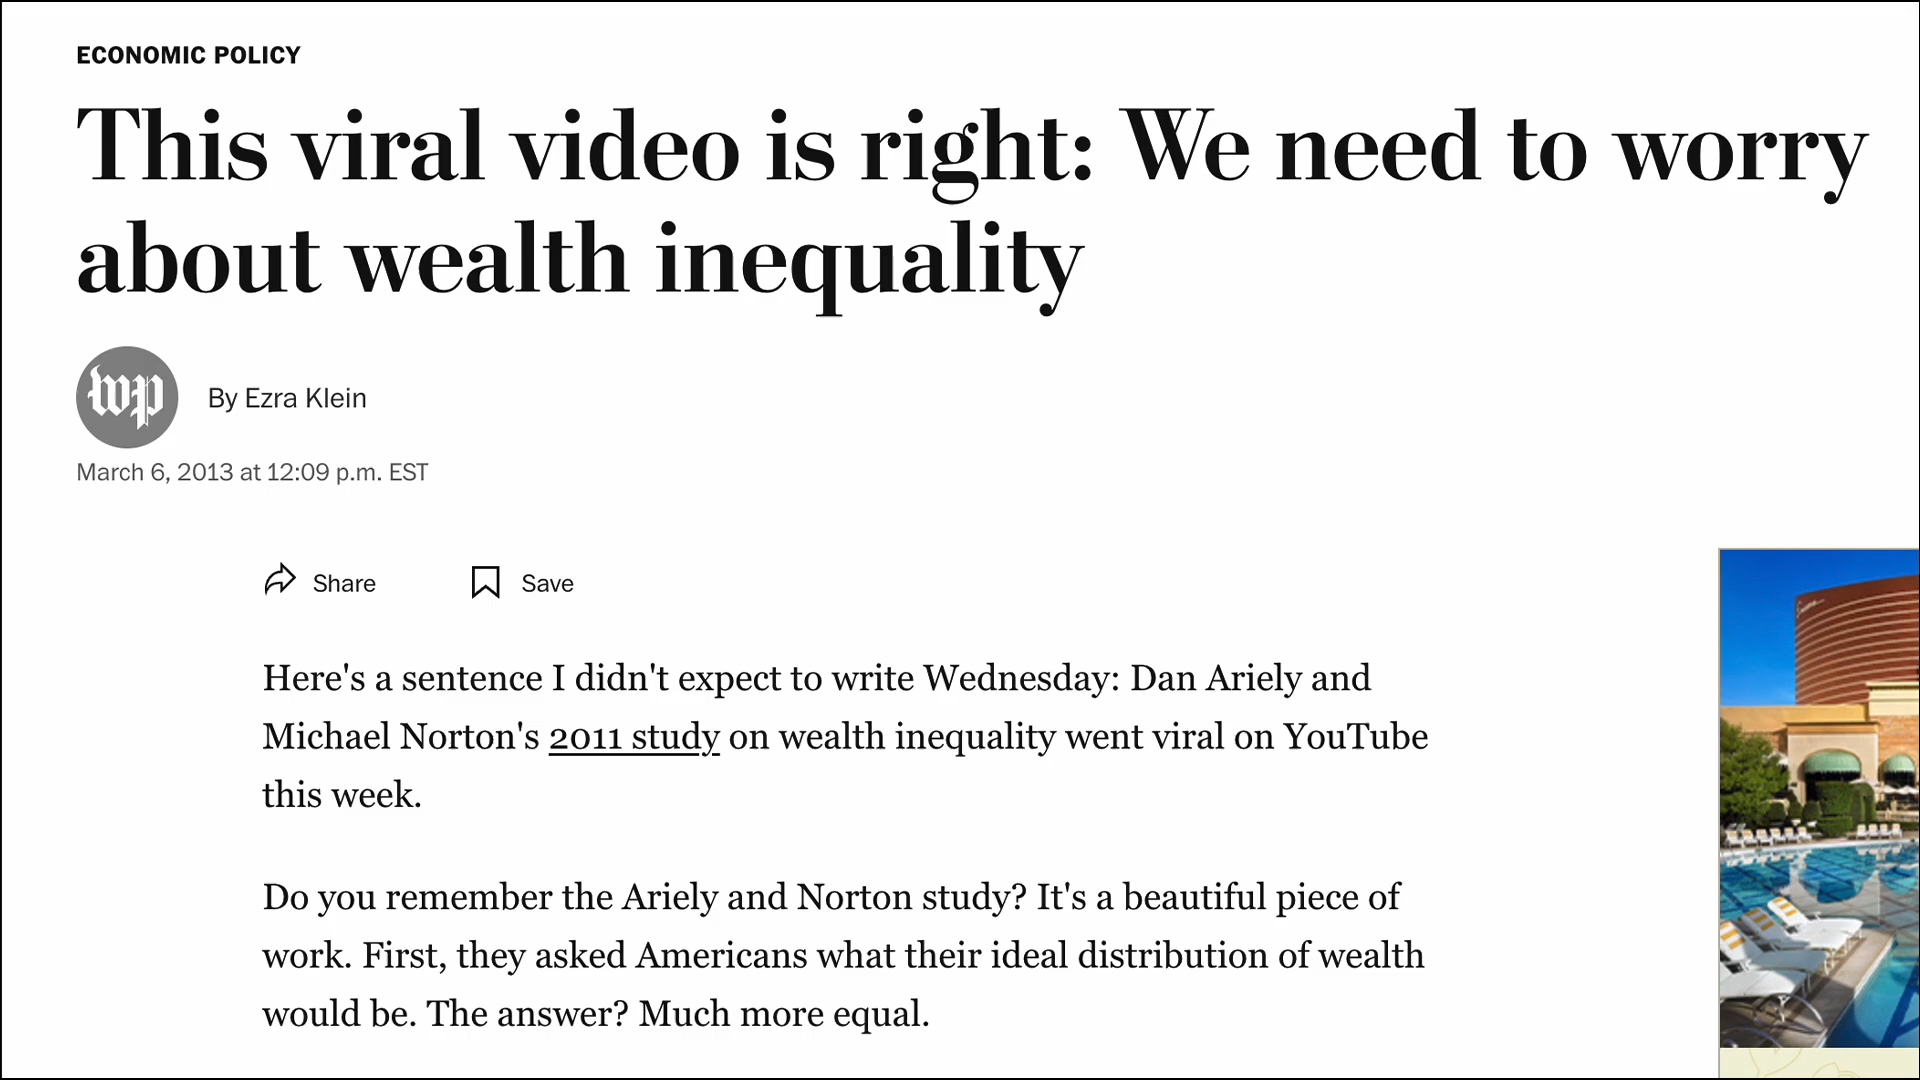 ECONOMIC POLICY
This viral video is right: We need to worry
about wealth inequality
wp
By Ezra Klein
March 6, 2013 at 12:09 p.m. EST
Share
Save
Here's a sentence I didn't expect to write Wednesday: Dan Ariely and
Michael Norton's 2011 study on wealth inequality went viral on YouTube
this week.
Do you remember the Ariely and Norton study? It's a beautiful piece of
work. First, they asked Americans what their ideal distribution of wealth
would be. The answer? Much more equal.